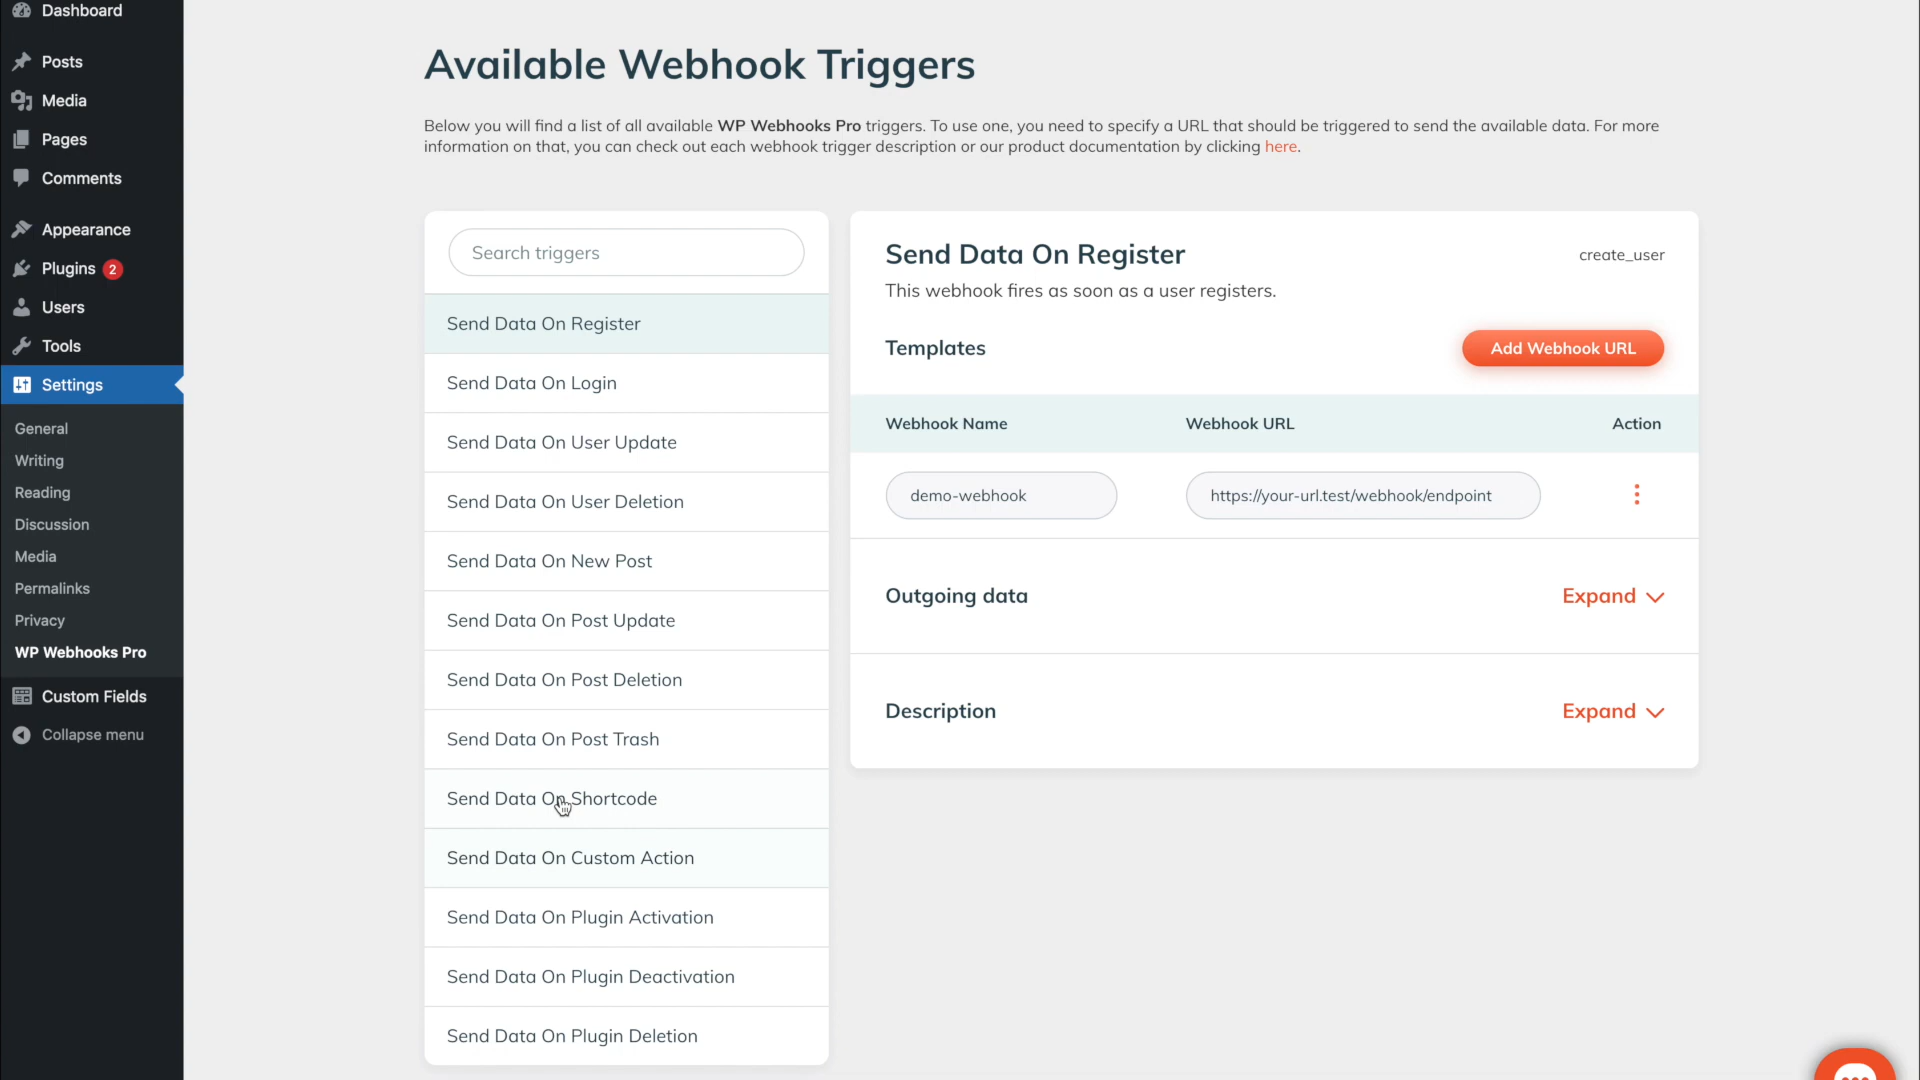 Dashboard
Posts
Media
Pages
Comments
Appearance
Plugins 2
Users
Tools
Settings
General
Writing
Reading
Discussion
Media
Permalinks
Privacy
WP Webhooks Pro
Custom Fields
Collapse menu
Available Webhook Triggers
Below you will find a list of all available WP Webhooks Pro triggers. To use one, you need to specify a URL that should be triggered to send the available data. For more
information on that, you can check out each webhook trigger description or our product documentation by clicking here.
Search triggers
Send Data On Register
Send Data On Login
Send Data On User Update
Send Data On User Deletion
Send Data On New Post
Send Data On Post Update
Send Data On Post Deletion
Send Data On Post Trash
Send Data On Shortcode
Send Data On Custom Action
Send Data On Plugin Activation
Send Data On Plugin Deactivation
Send Data On Plugin Deletion
Send Data On Register
create_user
This webhook fires as soon as a user registers.
Templates
Add Webhook URL
Webhook Name
Webhook URL
Action
demo-webhook
https://your-url.test/webhook/endpoint
Outgoing data
Expand
Description
Expand